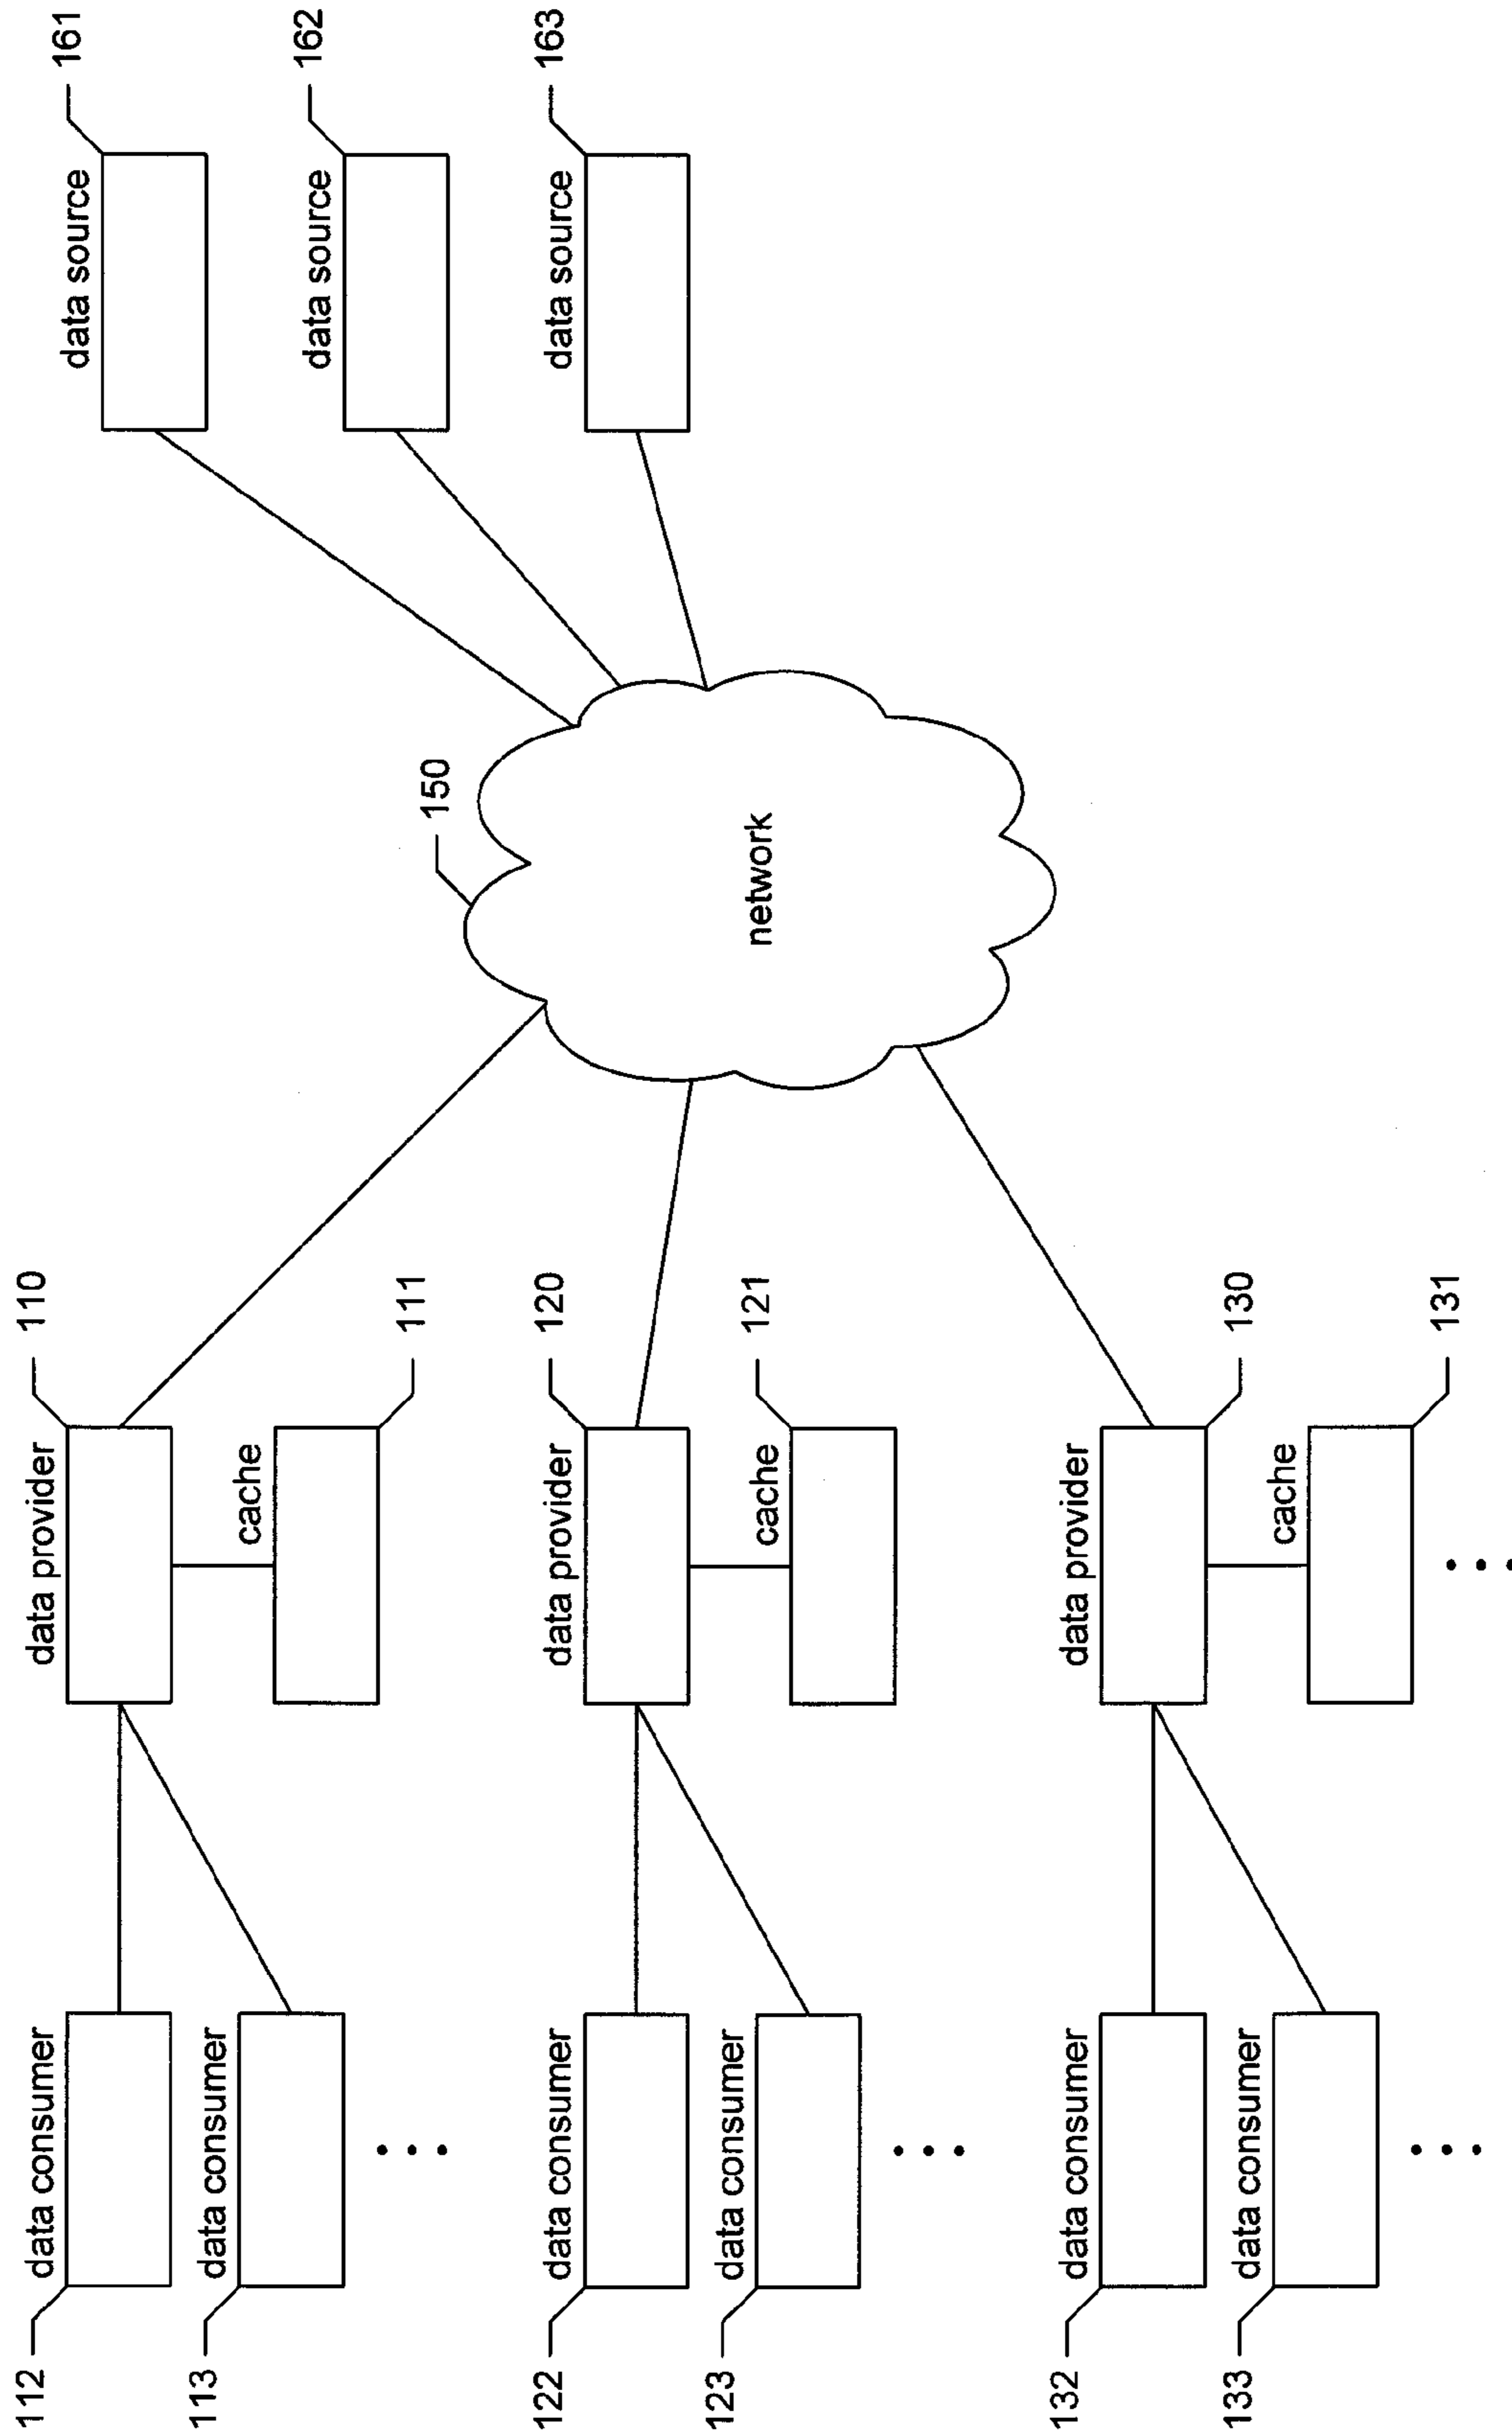 112
data consumer
113
data consumer
110
data provider
cache
111
122
data consumer
123
data consumer
120
data provider
cache
121
132
data consumer
133
data consumer
130
data provider
cache
131
150
network
161
data source
162
data source
163
data source